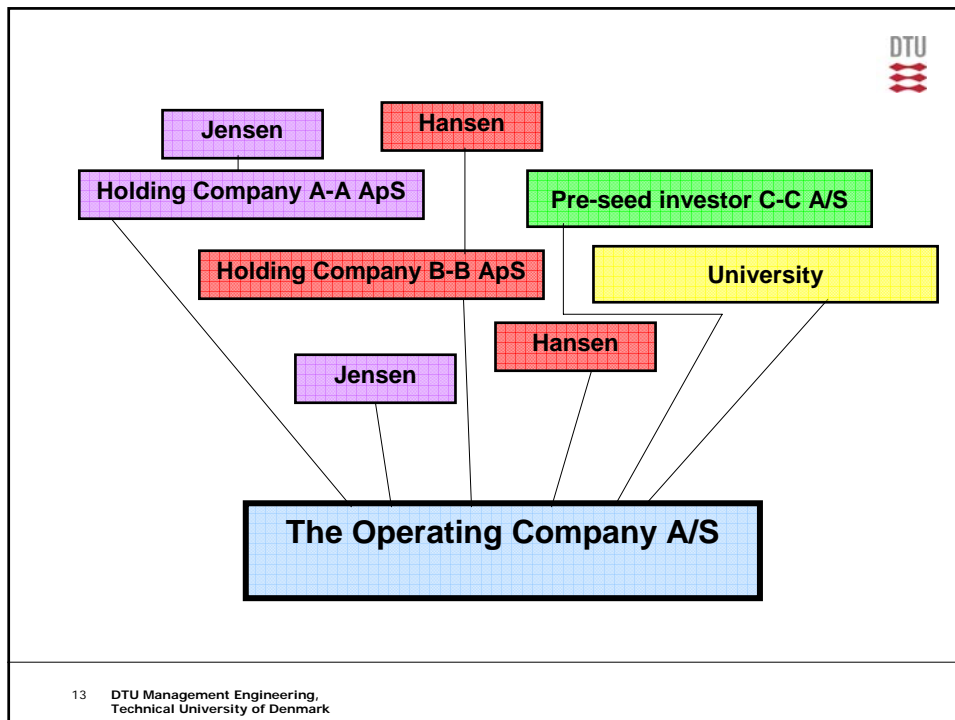 DTU
Jensen
Hansen
Holding Company A-A ApS
Pre-seed investor C-C A/S
Holding Company B-B ApS
University
Hansen
Jensen
The Operating Company A/S
13 DTU Management Engineering,
Technical University of Denmark